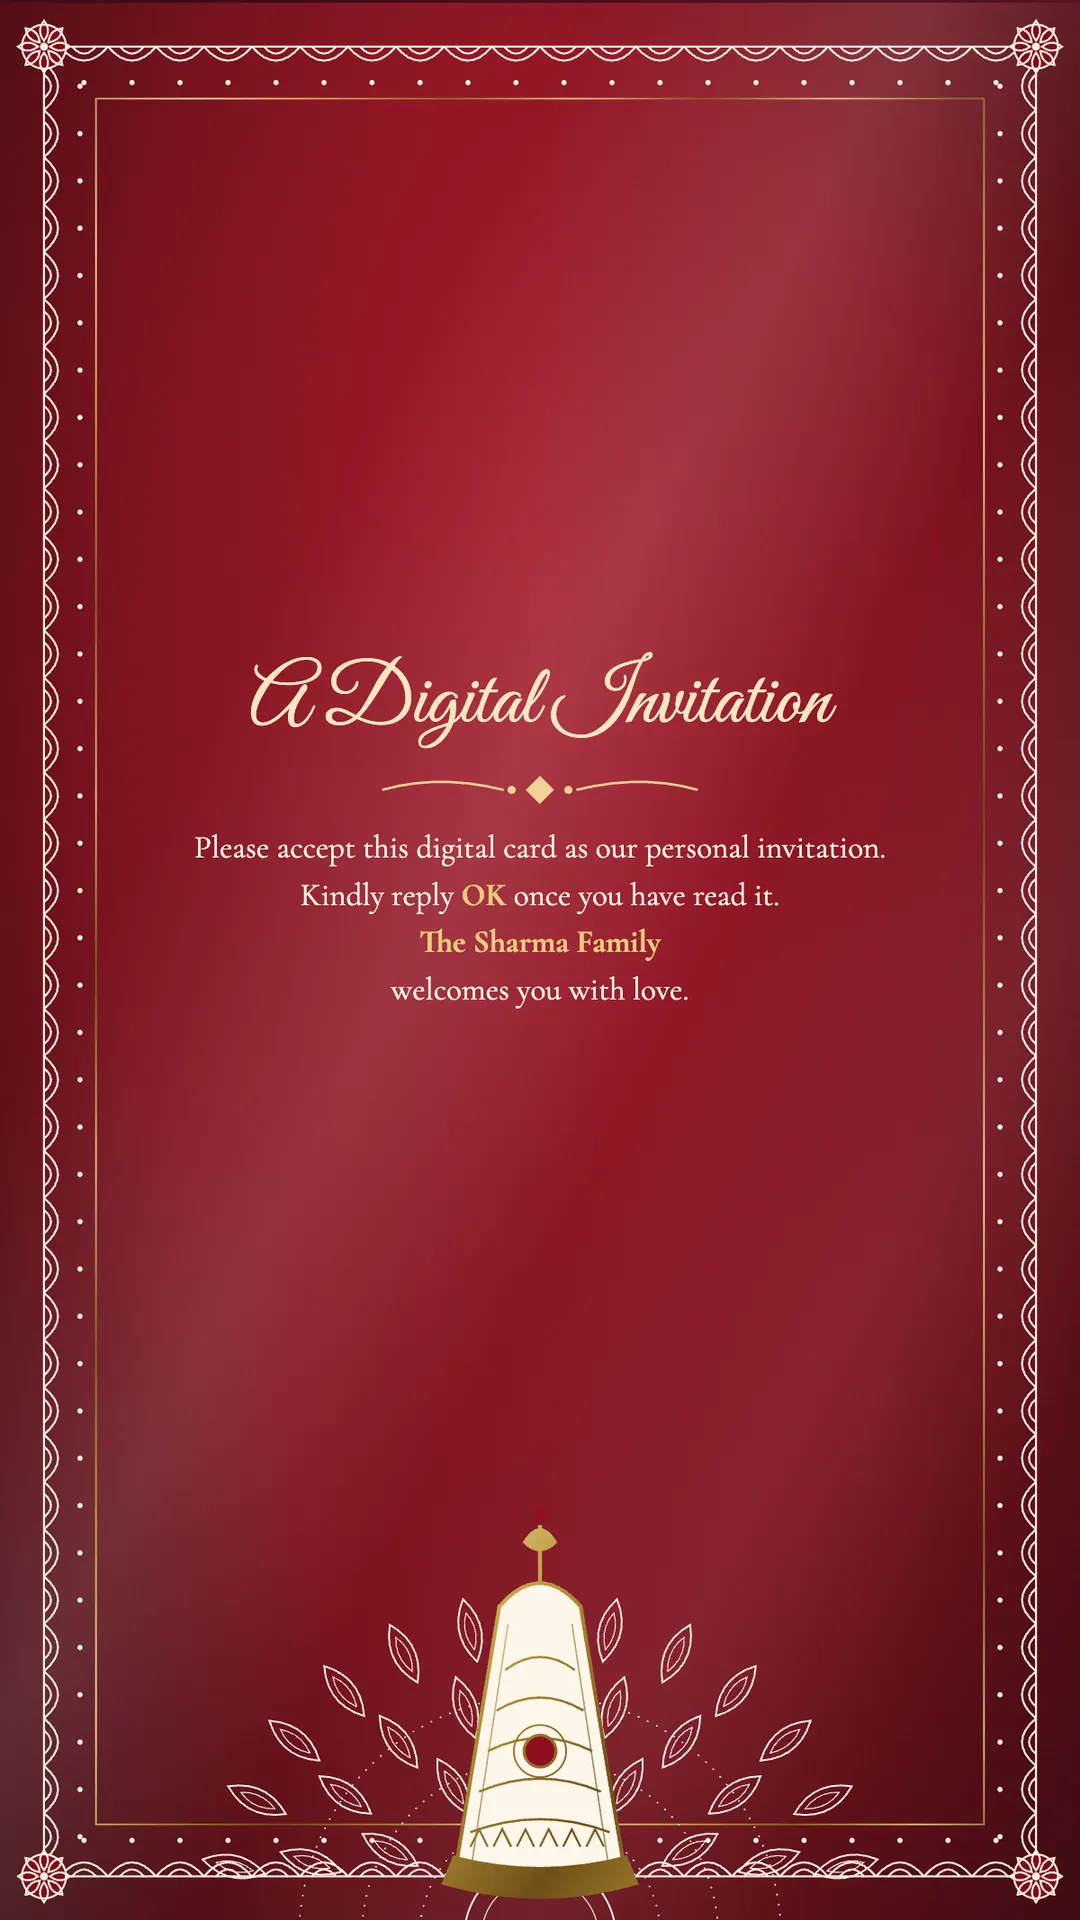 A Digital Invitation
Please accept this digital card as our personal invitation.
Kindly reply OK once you have read it.
The Sharma Family
welcomes you with love.